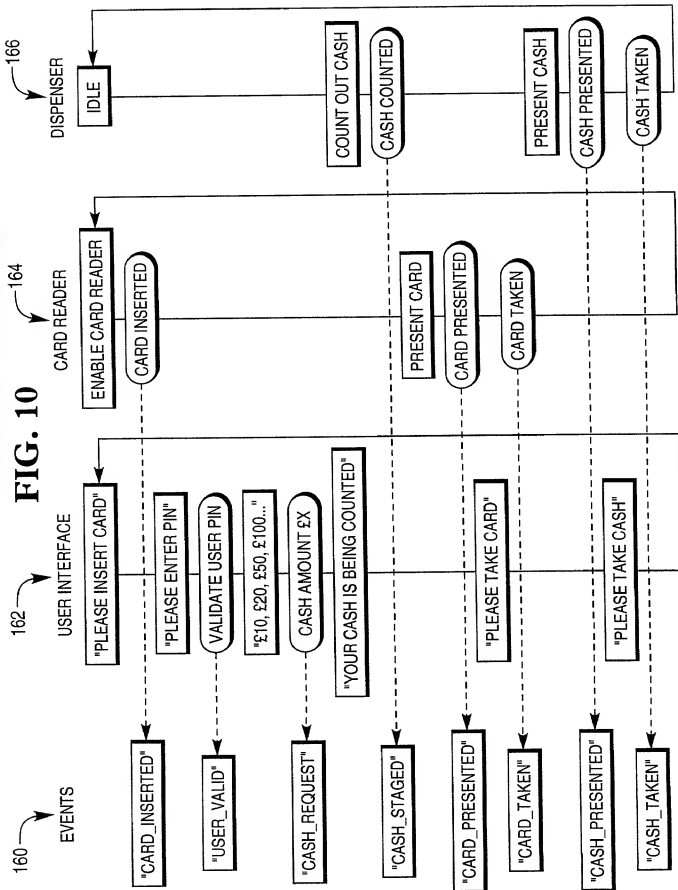 FIG. 10
160
EVENTS
"CARD_INSERTED"
"USER_VALID"
"CASH_REQUEST"
"CASH_STAGED"
"CARD_PRESENTED"
"CARD_TAKEN"
"CASH_PRESENTED"
"CASH_TAKEN"
162
USER INTERFACE
"PLEASE INSERT CARD"
"PLEASE ENTER PIN"
VALIDATE USER PIN
"£10, £20, £50, £100..."
CASH AMOUNT £X
"YOUR CASH IS BEING COUNTED"
"PLEASE TAKE CARD"
"PLEASE TAKE CASH"
164
CARD READER
ENABLE CARD READER
CARD INSERTED
PRESENT CARD
CARD PRESENTED
CARD TAKEN
166
DISPENSER
IDLE
COUNT OUT CASH
CASH COUNTED
PRESENT CASH
CASH PRESENTED
CASH TAKEN